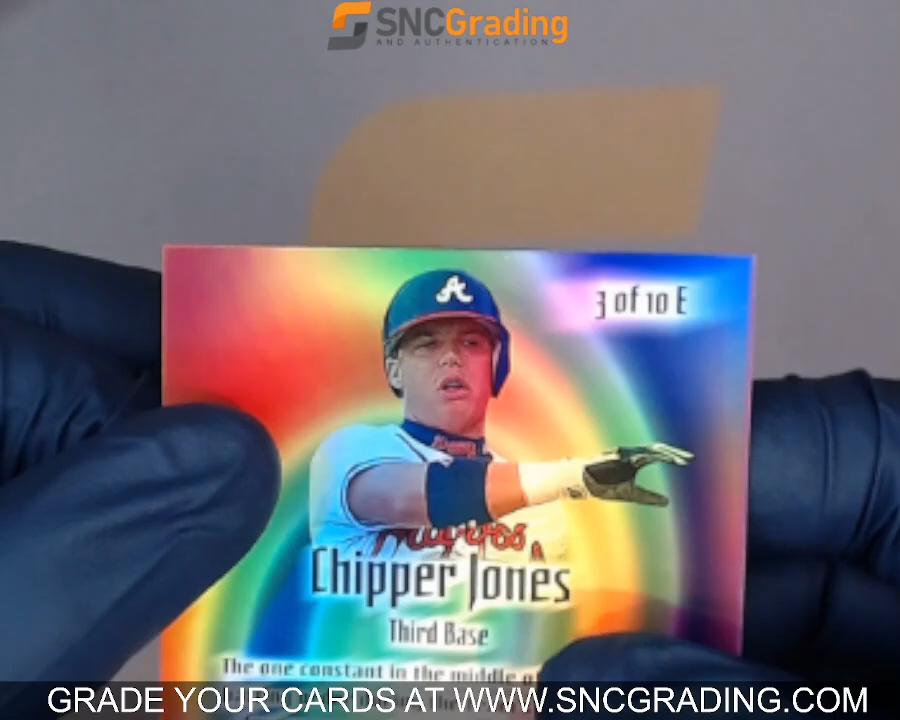 SNCGrading
AND AUTHENTICATION
A
3 of 10 E
Braves
Chipper Jones
Third Base
The one constant in the middle
GRADE YOUR CARDS AT WWW.SNCGRADING.COM